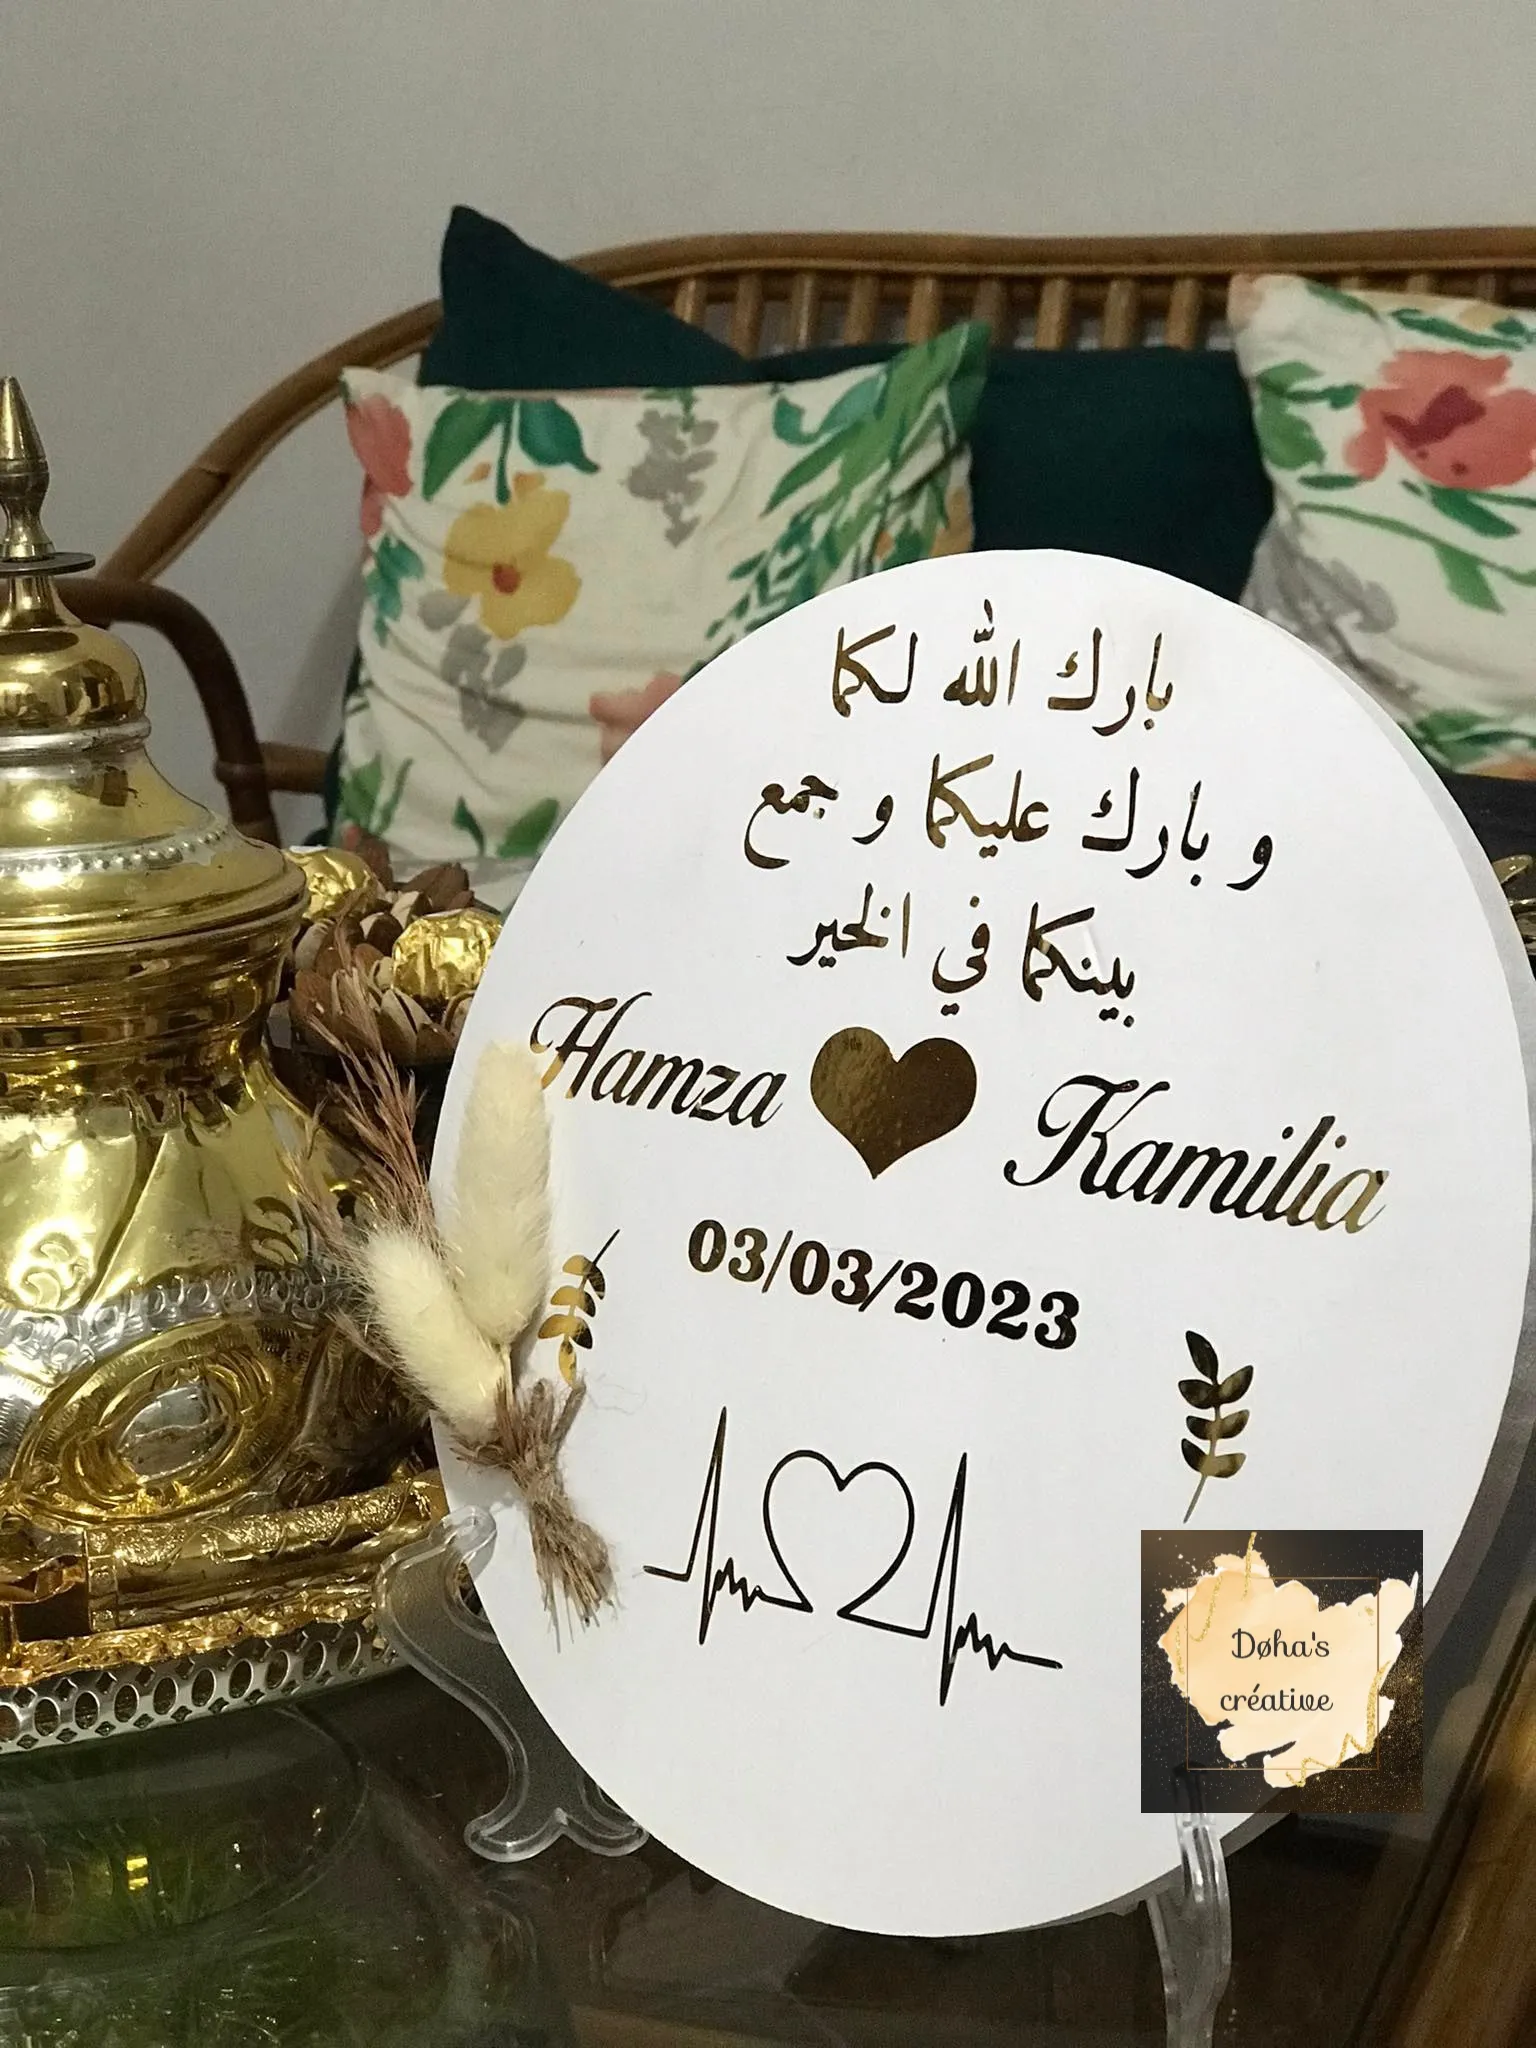 بارك الله لكما
و بارك عليكما و جمع
بينكما في الخير
Hamza Kamilia
03/03/2023
Døha's
créative